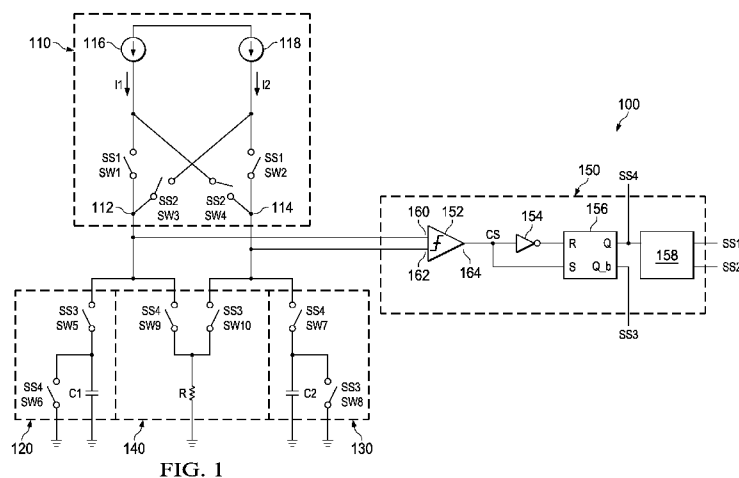 110 116 118
I1 I2
100
SS1 SW1 SS1 SW2
SS2 SW3 SS2 SW4
112 114
150
SS4
160 152 154 156
CS R Q SS1
162 164 S Q_b 158 SS2
SS3
SS3 SW5 SS4 SW9 SS3 SW10 SS4 SW7
SS4 SW6 C1 R C2 SS3 SW8
120 140 130
FIG. 1